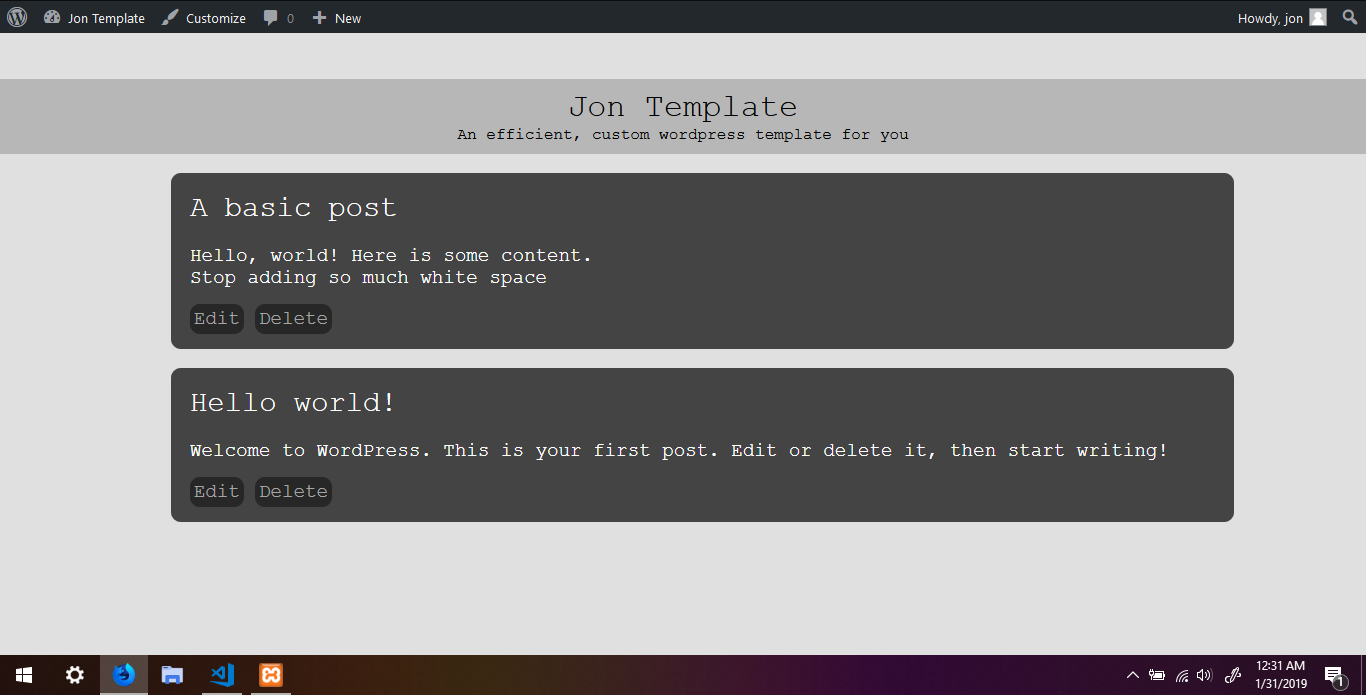 Jon Template Customize 0 New Howdy, jon
Jon Template
An efficient, custom wordpress template for you
A basic post
Hello, world! Here is some content.
Stop adding so much white space
Edit Delete
Hello world!
Welcome to WordPress. This is your first post. Edit or delete it, then start writing!
Edit Delete
12:31 AM
1/31/2019
1